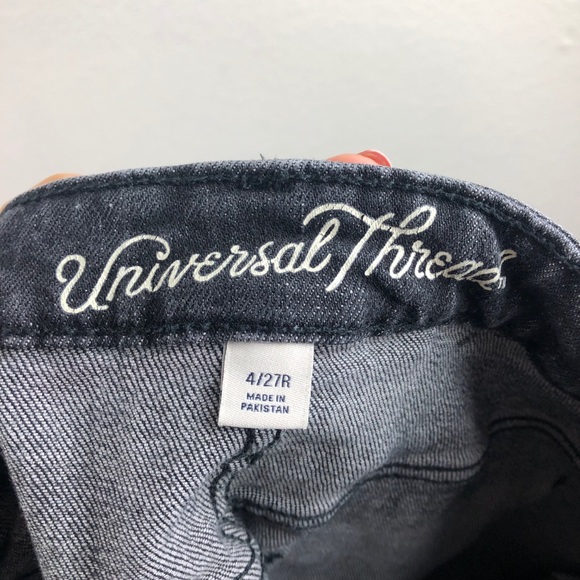 Universal Thread
4/27R
MADE IN
PAKISTAN